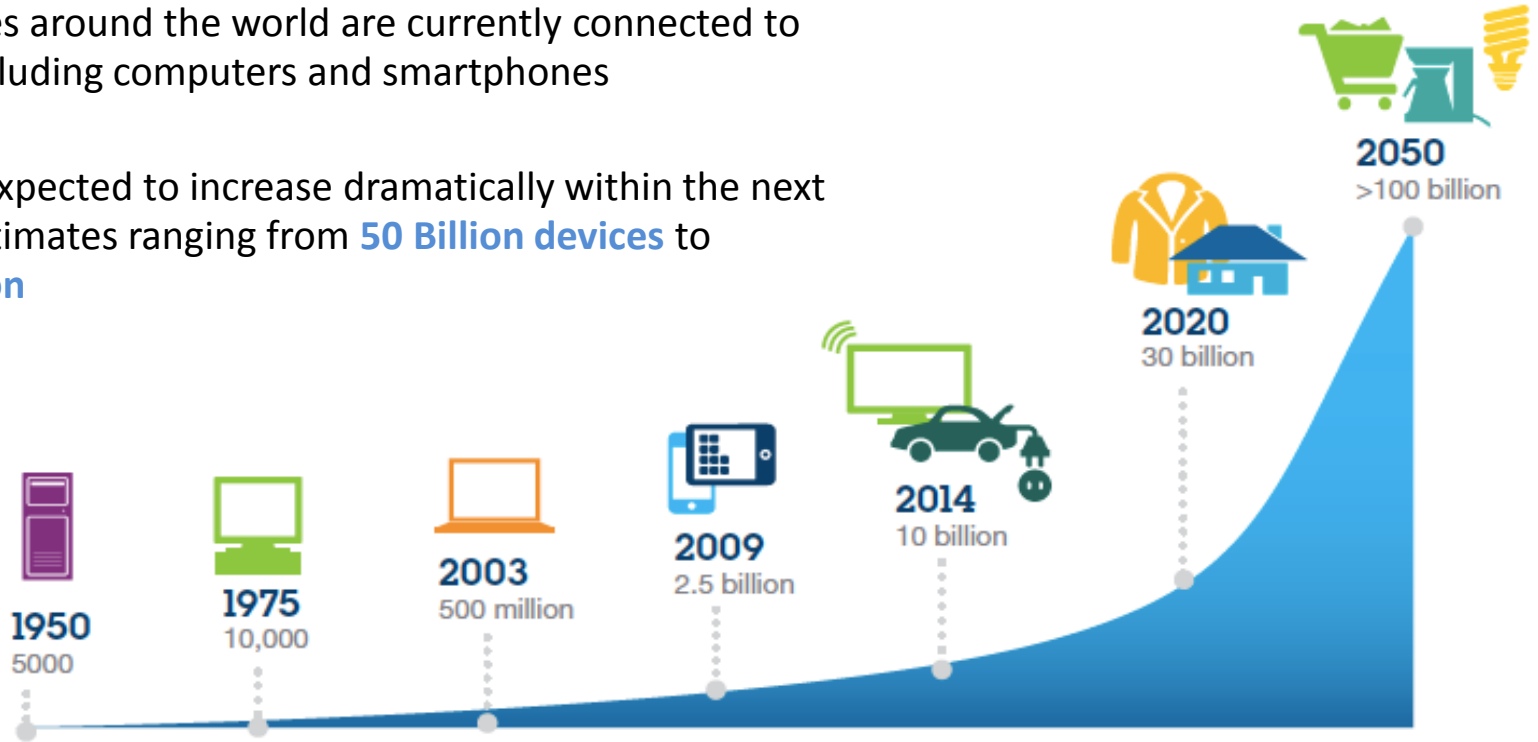 es around the world are currently connected to
cluding computers and smartphones
xpected to increase dramatically within the next
timates ranging from 50 Billion devices to
on
2050
>100 billion
2020
30 billion
2014
10 billion
2009
2.5 billion
2003
500 million
1975
10,000
1950
5000